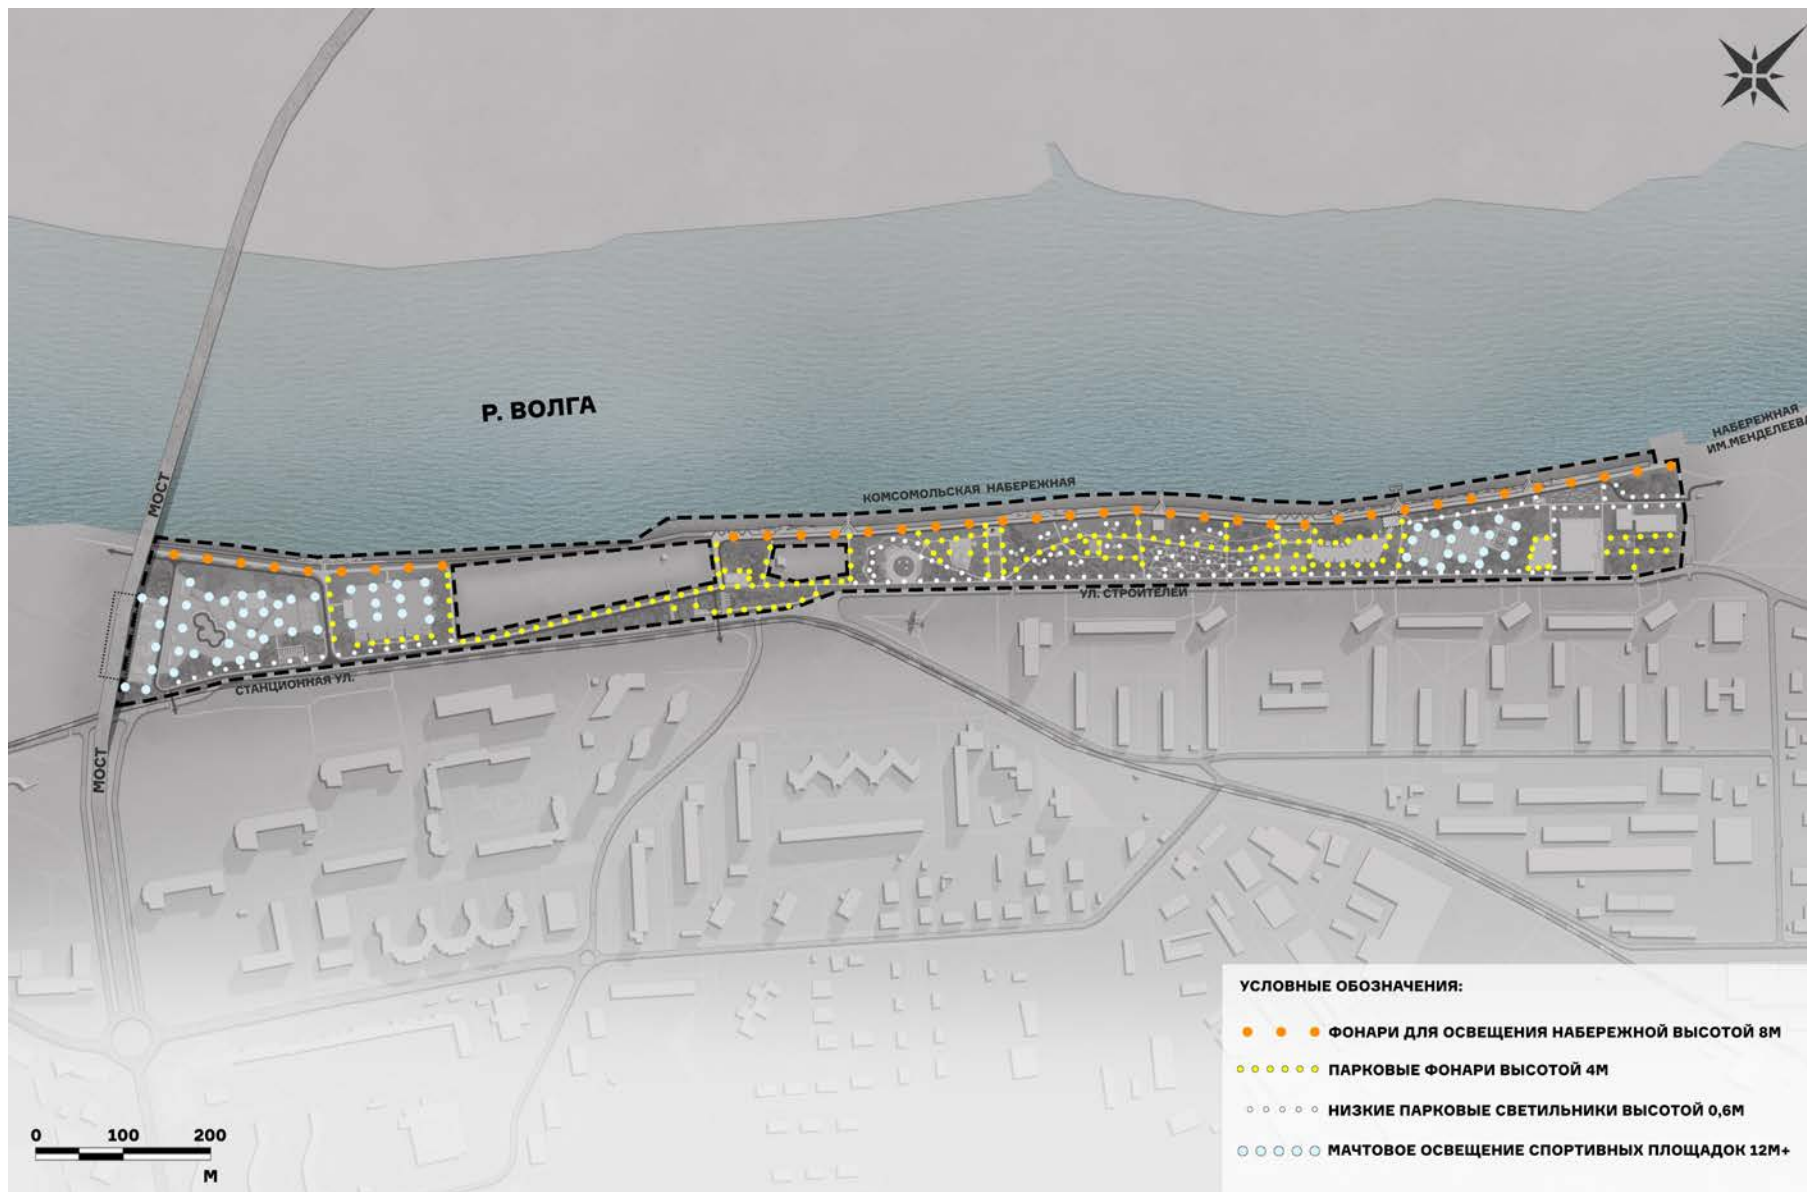 Р. ВОЛГА
МОСТ
НАБЕРЕЖНАЯ
ИМ.МЕНДЕЛЕЕВА
КОМСОМОЛЬСКАЯ НАБЕРЕЖНАЯ
УЛ. СТРОИТЕЛЕЙ
СТАНЦИОННАЯ УЛ.
МОСТ
УСЛОВНЫЕ ОБОЗНАЧЕНИЯ:
ФОНАРИ ДЛЯ ОСВЕЩЕНИЯ НАБЕРЕЖНОЙ ВЫСОТОЙ 8М
ПАРКОВЫЕ ФОНАРИ ВЫСОТОЙ 4М
НИЗКИЕ ПАРКОВЫЕ СВЕТИЛЬНИКИ ВЫСОТОЙ 0,6М
МАЧТОВОЕ ОСВЕЩЕНИЕ СПОРТИВНЫХ ПЛОЩАДОК 12М+
0 100 200
М